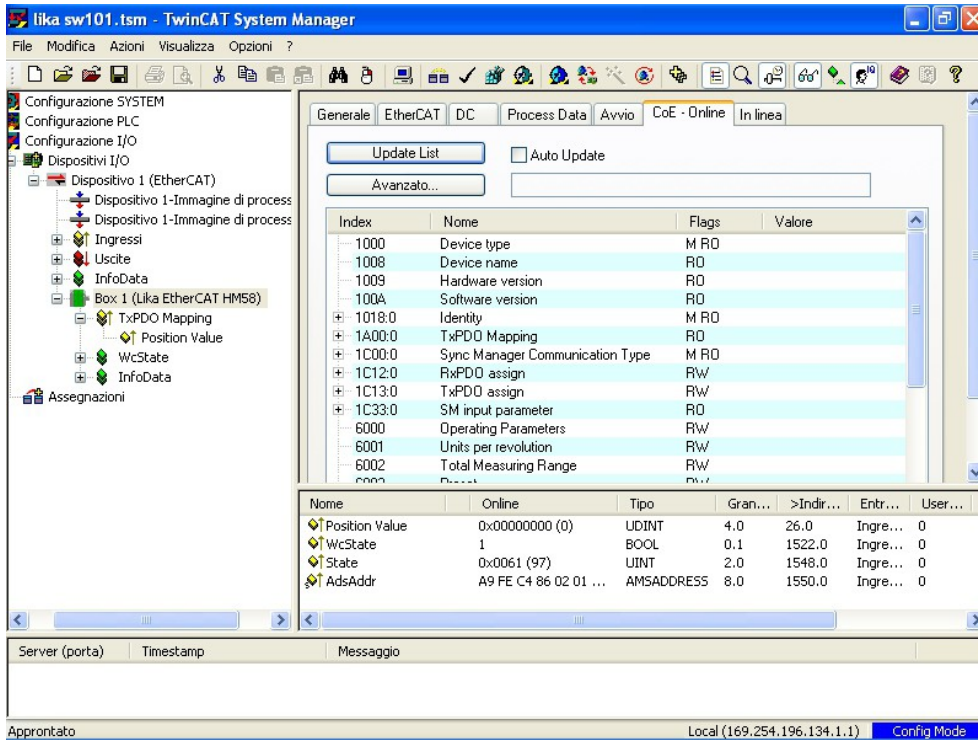 lika sw101.tsm - TwinCAT System Manager
File Modifica Azioni Visualizza Opzioni ?
Configurazione SYSTEM
Configurazione PLC
Configurazione I/O
Dispositivi I/O
Dispositivo 1 (EtherCAT)
Dispositivo 1-Immagine di process
Dispositivo 1-Immagine di process
Ingressi
Uscite
InfoData
Box 1 (Lika EtherCAT HM58)
TxPDO Mapping
Position Value
WcState
InfoData
Assegnazioni
Generale EtherCAT DC Process Data Avvio CoE - Online In linea
Update List Auto Update
Avanzato...
Index Nome Flags Valore
1000 Device type M RO
1008 Device name RO
1009 Hardware version RO
100A Software version RO
1018:0 Identity M RO
1A00:0 TxPDO Mapping RO
1C00:0 Sync Manager Communication Type M RO
1C12:0 RxPDO assign RW
1C13:0 TxPDO assign RW
1C33:0 SM input parameter RO
6000 Operating Parameters RW
6001 Units per revolution RW
6002 Total Measuring Range RW
Nome Online Tipo Gran... >Indir... Entr... User...
Position Value 0x00000000 (0) UDINT 4.0 26.0 Ingre... 0
WcState 1 BOOL 0.1 1522.0 Ingre... 0
State 0x0061 (97) UINT 2.0 1548.0 Ingre... 0
AdsAddr A9 FE C4 86 02 01 ... AMSADDRESS 8.0 1550.0 Ingre... 0
Server (porta) Timestamp Messaggio
Approntato Local (169.254.196.134.1.1) Config Mode